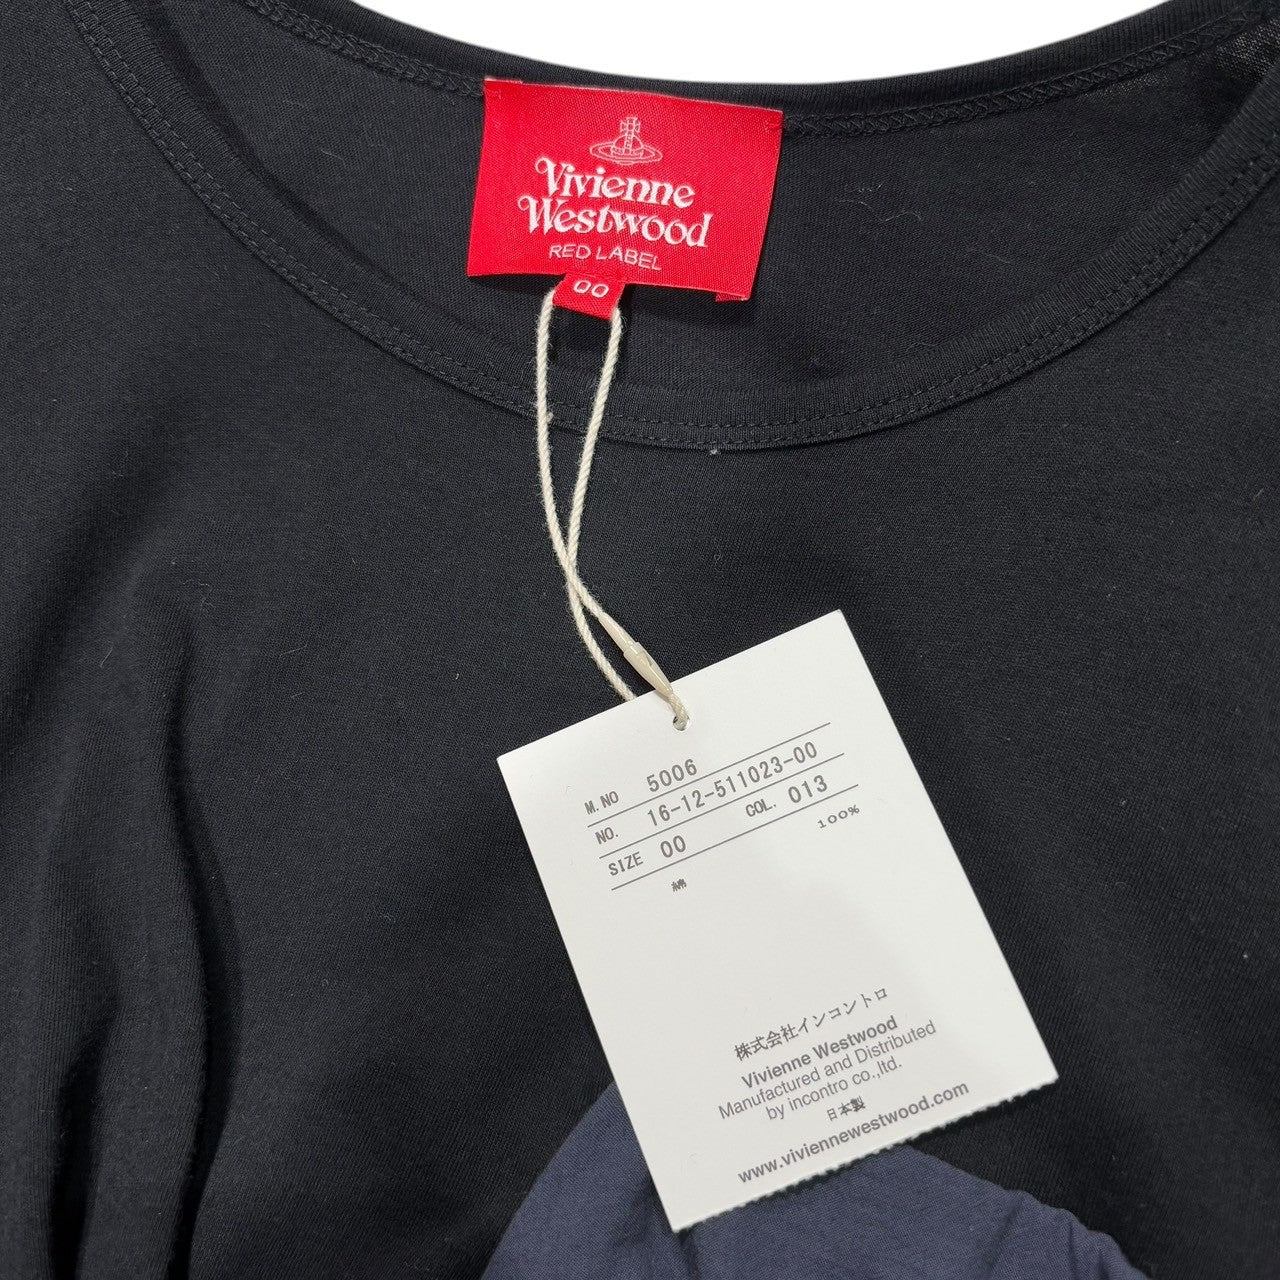 Vivienne
Westwood
RED LABEL
00
M.NO 5006
NO. 16-12-511023-00
SIZE 00 COL. 013
綿 100%
株式会社インコントロ
Vivienne Westwood
Manufactured and Distributed
by incontro co.,ltd.
日本製
www.viviennewestwood.com